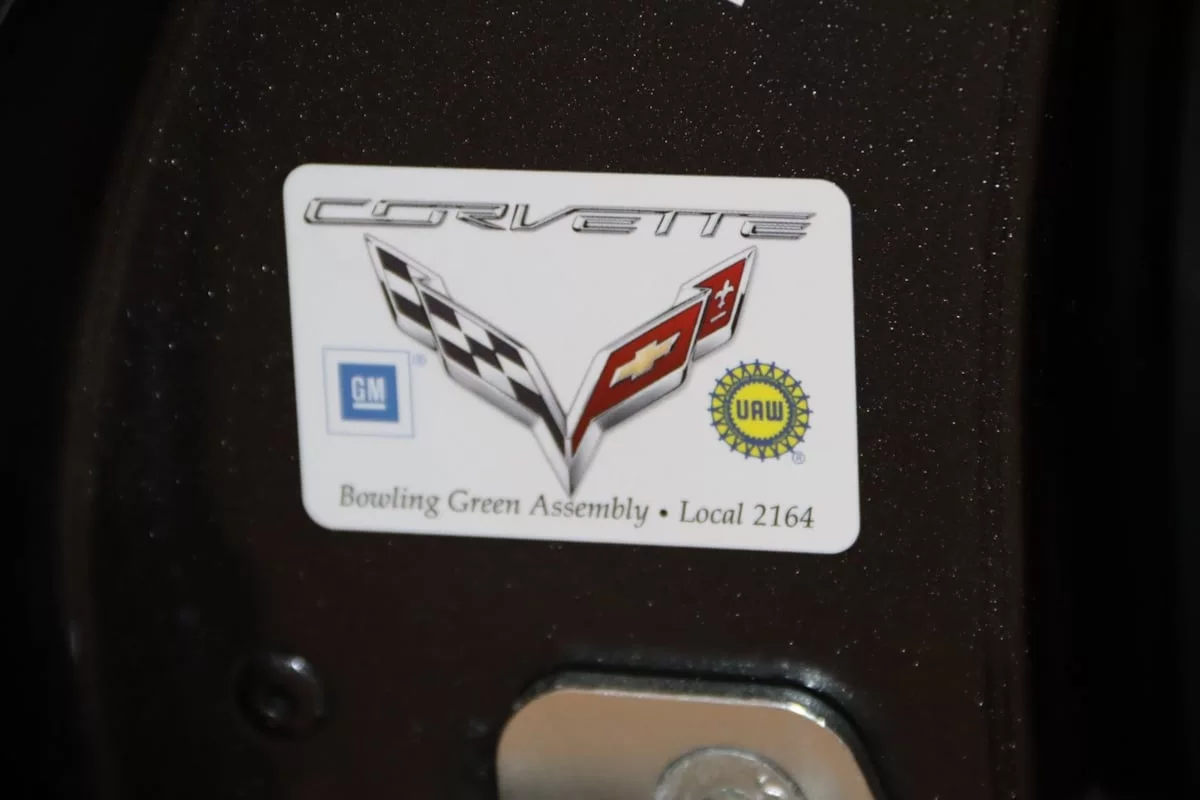 CORVETTE
GM ®
UAW ®
Bowling Green Assembly • Local 2164